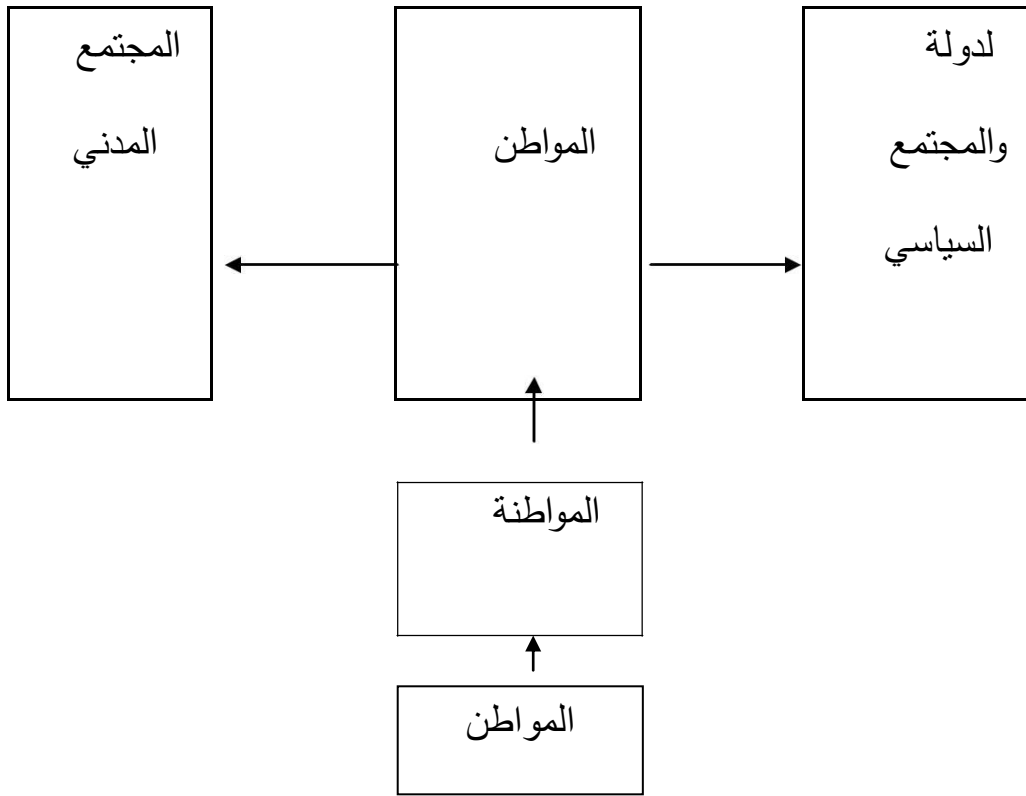 لدولة
والمجتمع
السياسي
المواطن
المجتمع
المدني
المواطنة
المواطن